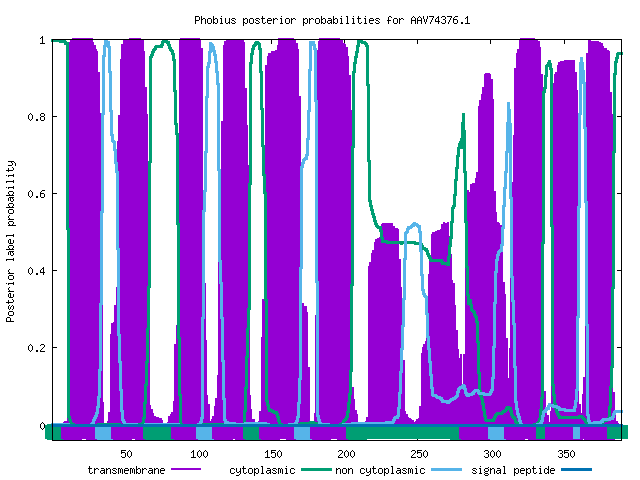 Phobius posterior probabilities for AAV74376.1
1
0.8
0.6
0.4
0.2
0
Posterior label probability
50 100 150 200 250 300 350
transmembrane cytoplasmic non cytoplasmic signal peptide